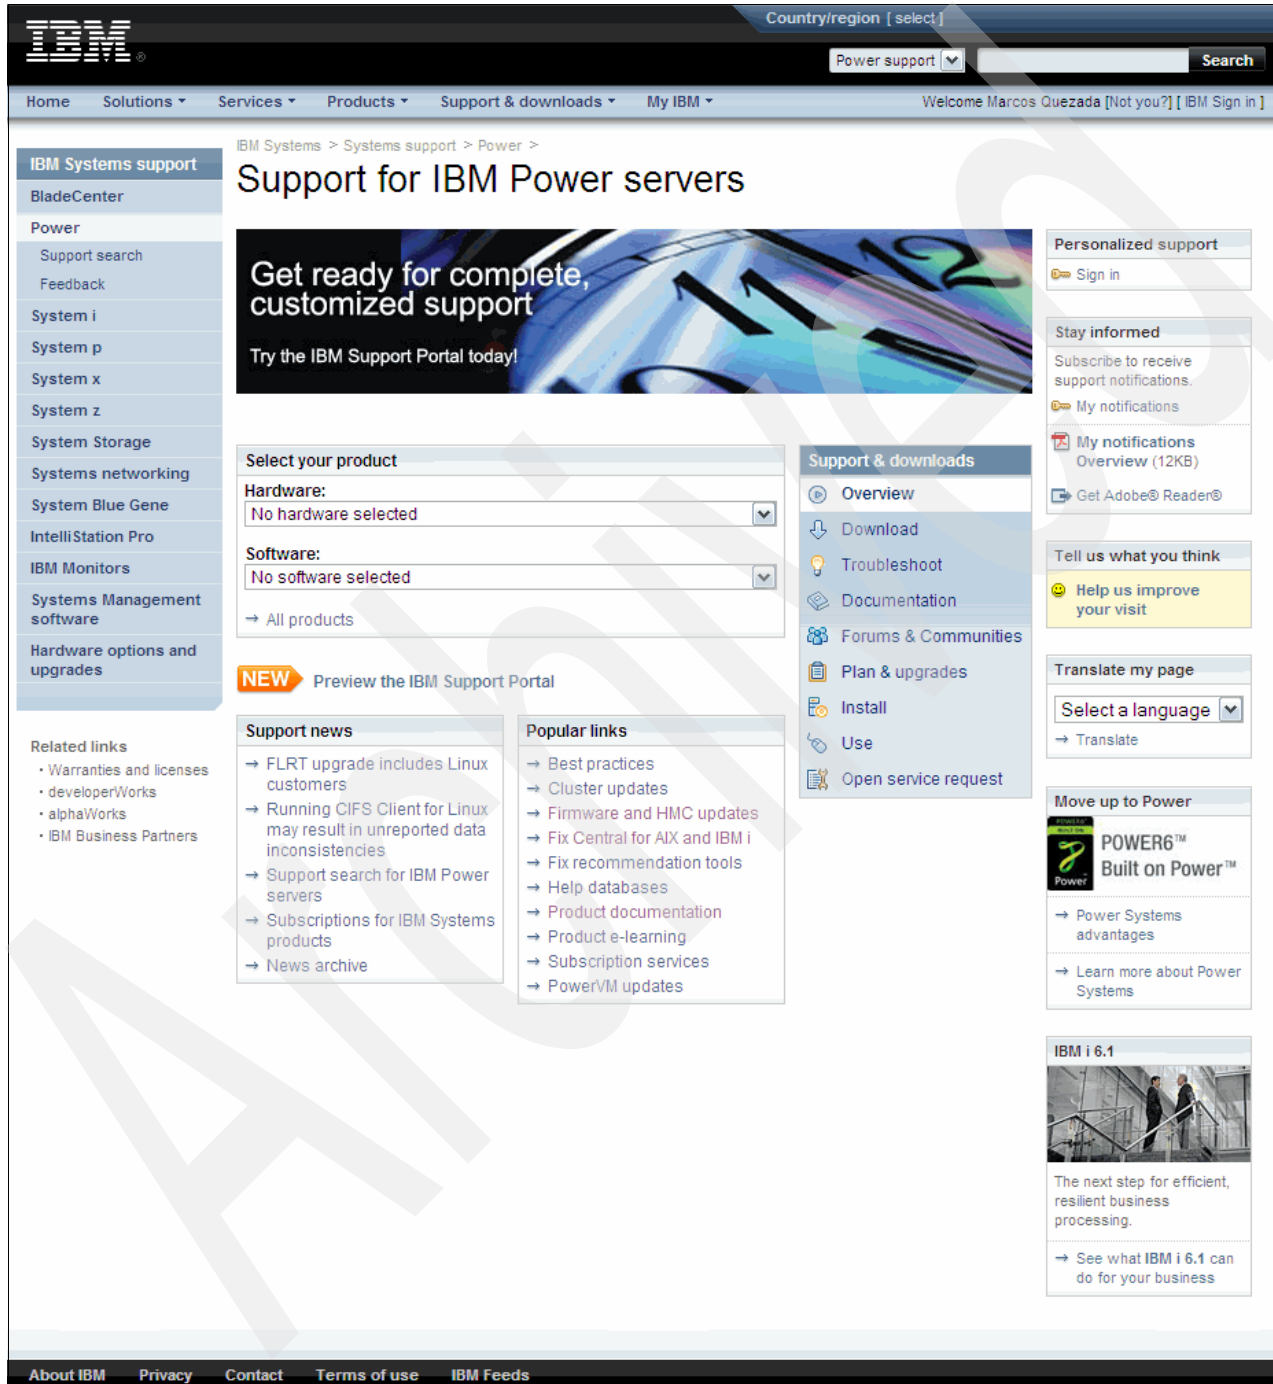 Country/region [ select ]
IBM®
Power support
Search
Home Solutions Services Products Support & downloads My IBM Welcome Marcos Quezada [Not you?] [ IBM Sign in ]
IBM Systems > Systems support > Power >
Support for IBM Power servers
IBM Systems support
BladeCenter
Power
Support search
Feedback
System i
System p
System x
System z
System Storage
Systems networking
System Blue Gene
IntelliStation Pro
IBM Monitors
Systems Management
software
Hardware options and
upgrades
Related links
• Warranties and licenses
• developerWorks
• alphaWorks
• IBM Business Partners
Get ready for complete,
customized support
Try the IBM Support Portal today!
Select your product
Hardware:
No hardware selected
Software:
No software selected
→ All products
NEW Preview the IBM Support Portal
Support news
→ FLRT upgrade includes Linux
customers
→ Running CIFS Client for Linux
may result in unreported data
inconsistencies
→ Support search for IBM Power
servers
→ Subscriptions for IBM Systems
products
→ News archive
Popular links
→ Best practices
→ Cluster updates
→ Firmware and HMC updates
→ Fix Central for AIX and IBM i
→ Fix recommendation tools
→ Help databases
→ Product documentation
→ Product e-learning
→ Subscription services
→ PowerVM updates
Support & downloads
Overview
Download
Troubleshoot
Documentation
Forums & Communities
Plan & upgrades
Install
Use
Open service request
Personalized support
Sign in
Stay informed
Subscribe to receive
support notifications.
My notifications
My notifications
Overview (12KB)
Get Adobe® Reader®
Tell us what you think
Help us improve
your visit
Translate my page
Select a language
→ Translate
Move up to Power
POWER6™
BUILT ON
Power
POWER6™
Built on Power™
→ Power Systems
advantages
→ Learn more about Power
Systems
IBM i 6.1
The next step for efficient,
resilient business
processing.
→ See what IBM i 6.1 can
do for your business
About IBM Privacy Contact Terms of use IBM Feeds
Archived